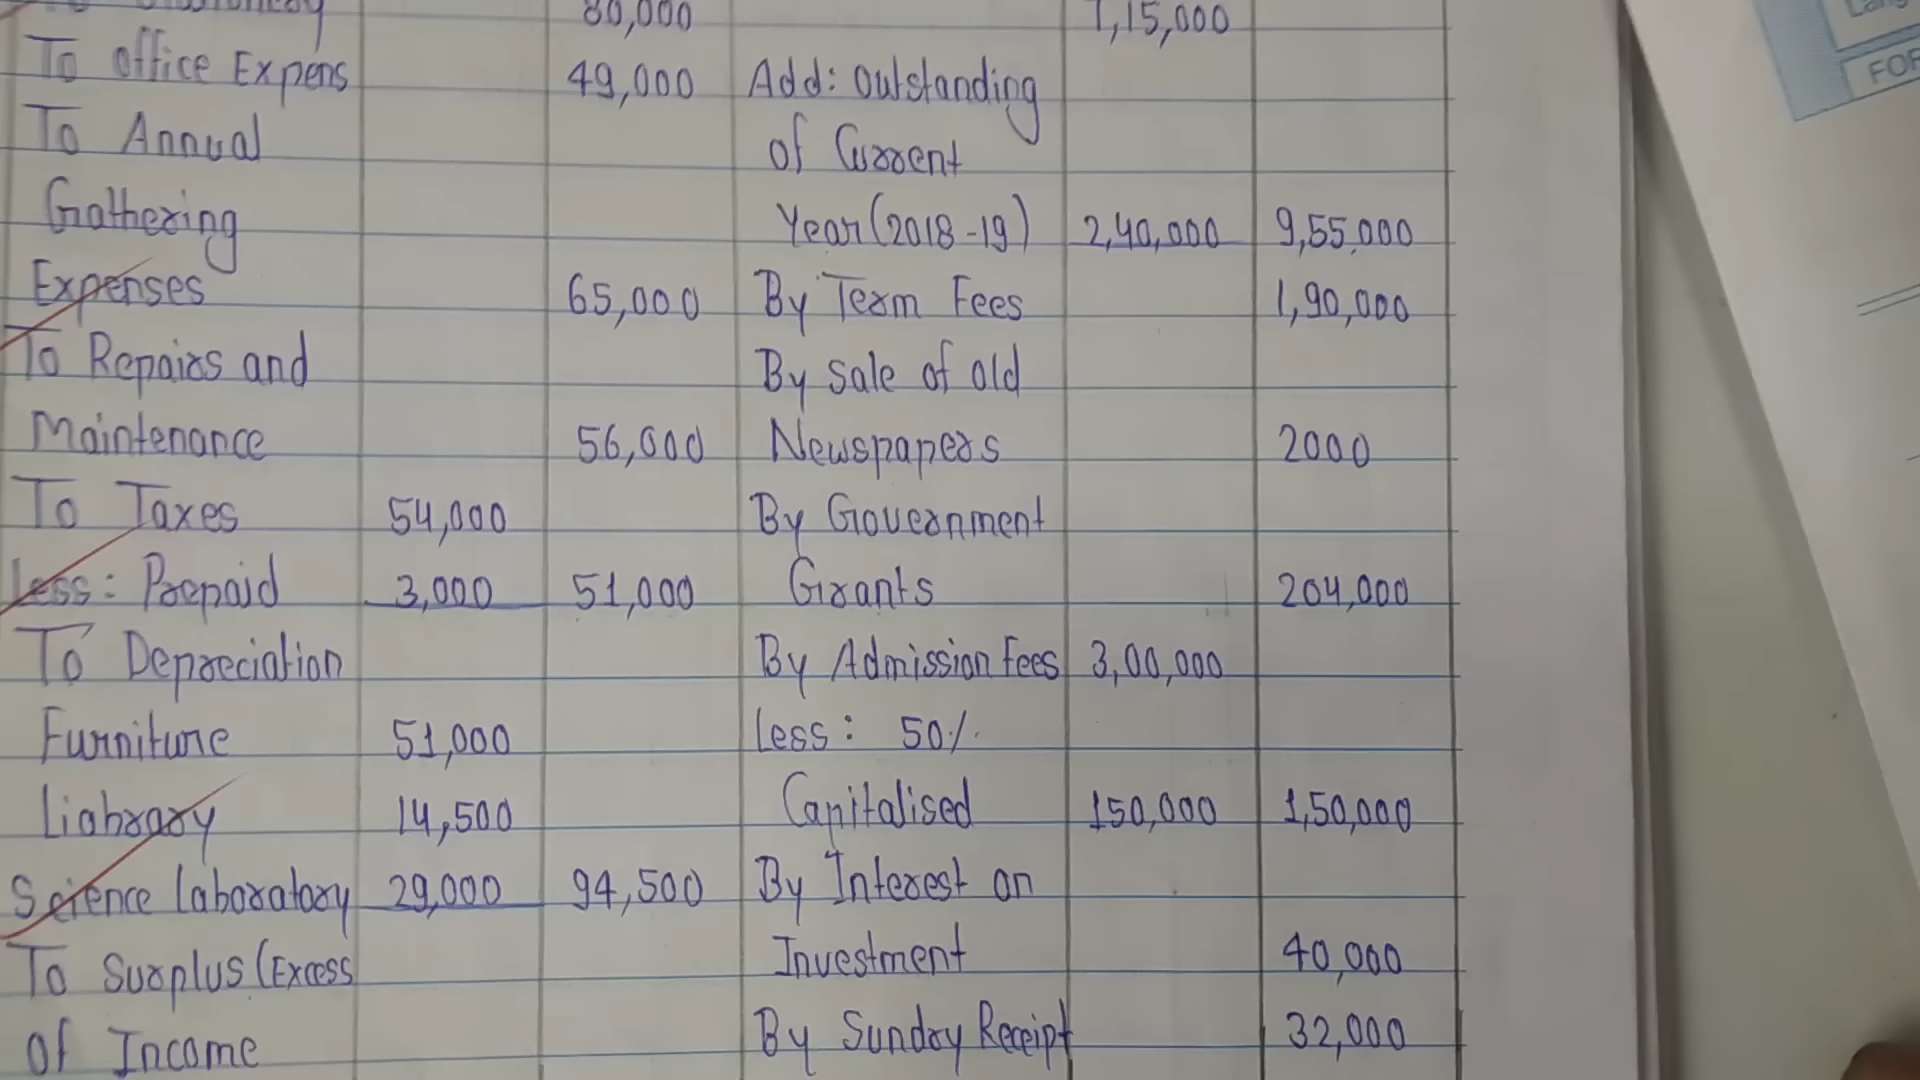 80,000 7,15,000
To office Expens 49,000 Add: Outstanding
To Annual of Current
Gathering Year (2018-19) 2,40,000 9,55,000
Expenses 65,000 By Term Fees 1,90,000
To Repairs and By sale of old
Maintenance 56,000 Newspapers 2000
To Taxes 54,000 By Government
Less: Prepaid 3,000 51,000 Grants 204,000
To Depreciation By Admission Fees 3,00,000
Furniture 51,000 Less: 50%
Liabrary 14,500 Capitalised 150,000 1,50,000
Science laboratory 29,000 94,500 By Interest on
To Surplus (Excess Investment 40,000
Of Income By Sundry Receipt 32,000
FOR